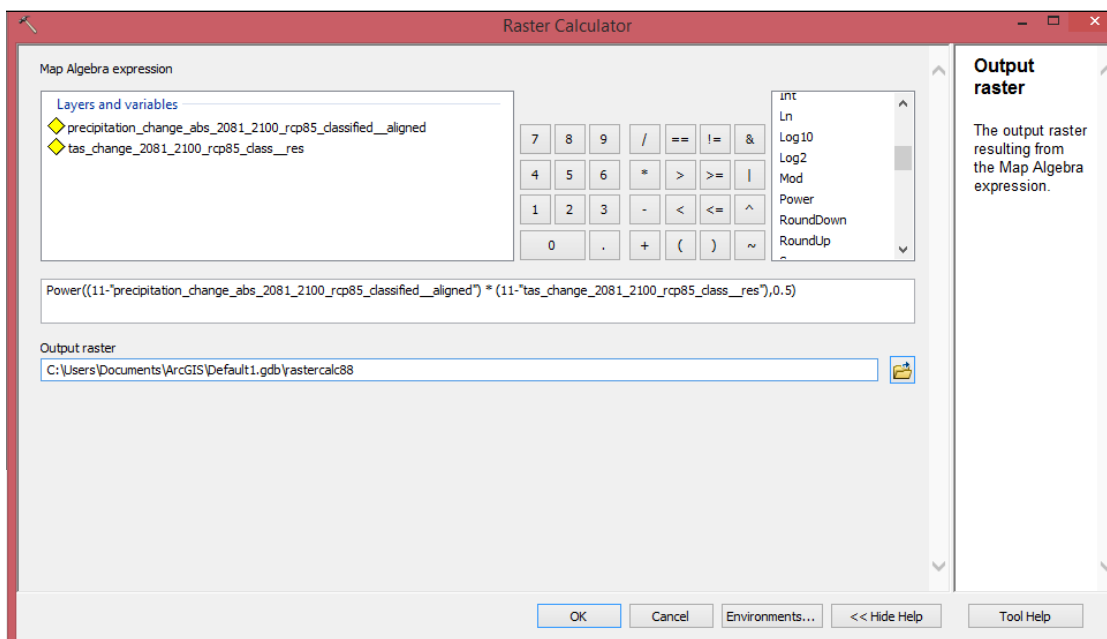 Raster Calculator
Map Algebra expression
Layers and variables
precipitation_change_abs_2081_2100_rcp85_classified__aligned
tas_change_2081_2100_rcp85_class__res
7 8 9 / == != &
4 5 6 * > >= |
1 2 3 - < <= ^
0 . + ( ) ~
Int
Ln
Log10
Log2
Mod
Power
RoundDown
RoundUp
Power((11-"precipitation_change_abs_2081_2100_rcp85_classified__aligned") * (11-"tas_change_2081_2100_rcp85_class__res"),0.5)
Output raster
C:\Users\Documents\ArcGIS\Default1.gdb\rastercalc88
OK Cancel Environments... << Hide Help Tool Help
Output
raster
The output raster
resulting from
the Map Algebra
expression.